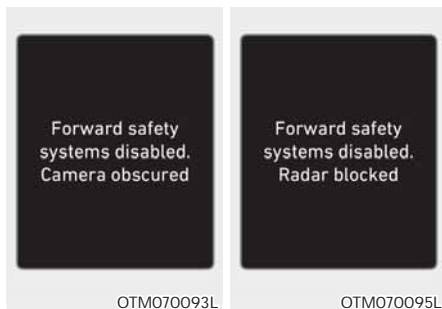 Forward safety
systems disabled.
Camera obscured
OTM070093L
Forward safety
systems disabled.
Radar blocked
OTM070095L